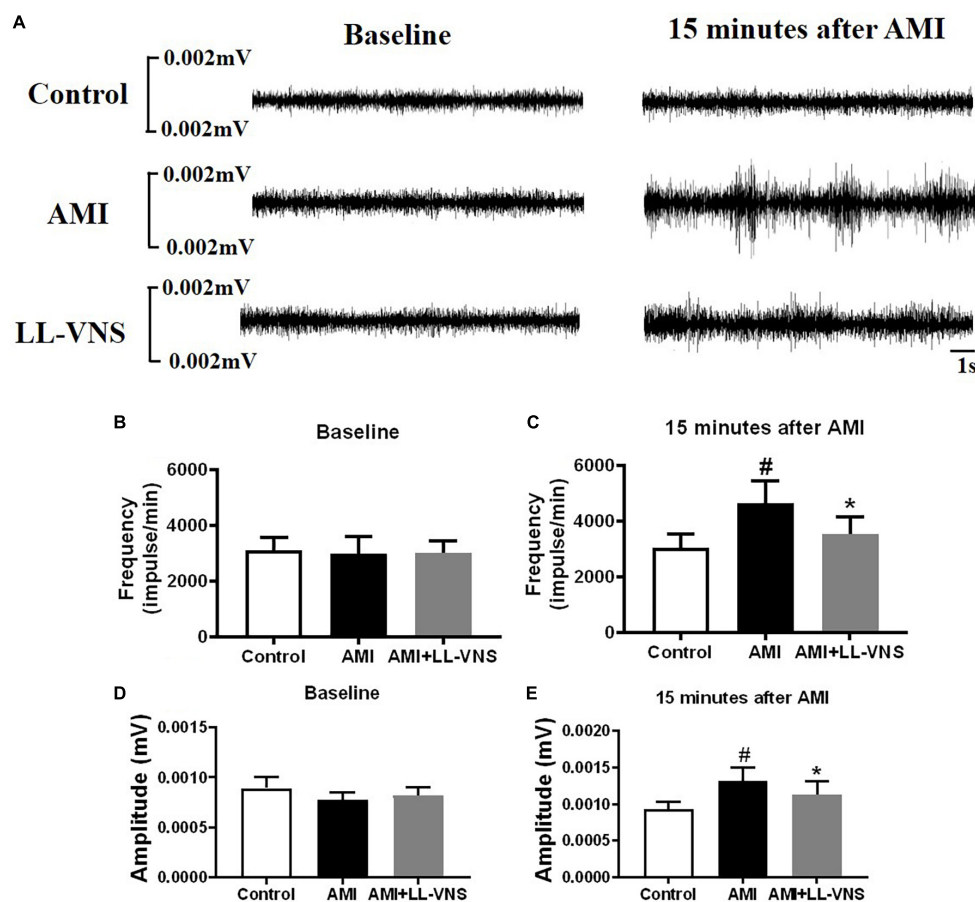 A
Baseline
15 minutes after AMI
Control
0.002mV
0.002mV
AMI
0.002mV
0.002mV
LL-VNS
0.002mV
0.002mV
1s
B
Baseline
Frequency
(impulse/min)
6000
4000
2000
0
Control AMI AMI+LL-VNS
C
15 minutes after AMI
Frequency
(impulse/min)
6000
4000
2000
0
#
*
Control AMI AMI+LL-VNS
D
Baseline
Amplitude (mV)
0.0015
0.0010
0.0005
0.0000
Control AMI AMI+LL-VNS
E
15 minutes after AMI
Amplitude (mV)
0.0020
0.0015
0.0010
0.0005
0.0000
#
*
Control AMI AMI+LL-VNS